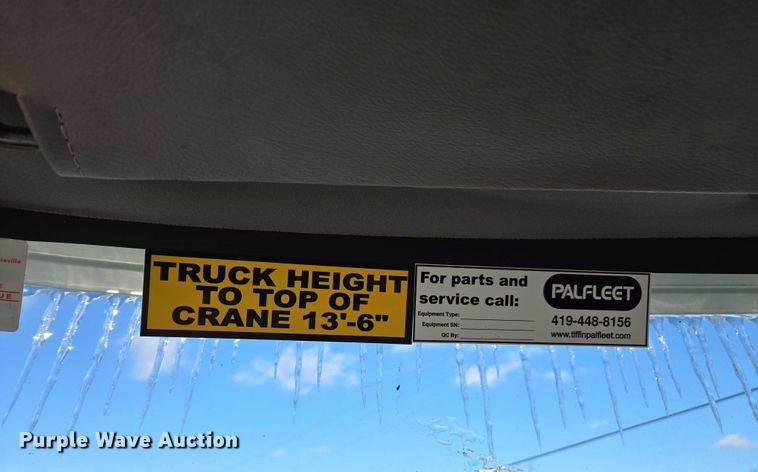 TRUCK HEIGHT
TO TOP OF
CRANE 13'-6"
For parts and
service call:
Equipment Type:
Equipment SN:
QC By:
PALFLEET
419-448-8156
www.tiffinpalfleet.com
Purple Wave Auction